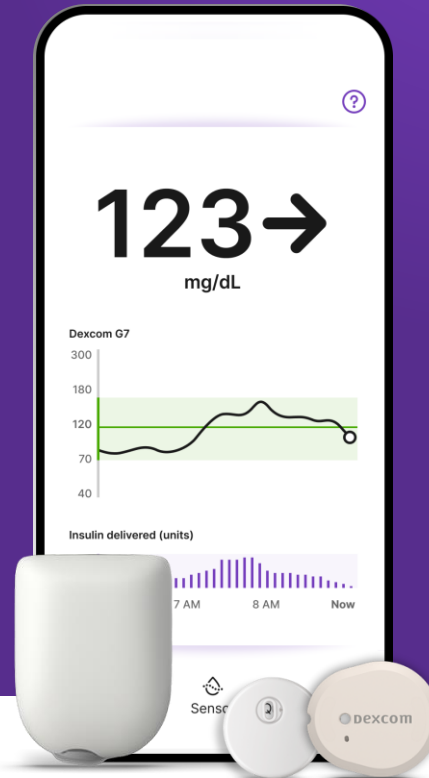 ?
123→
mg/dL
Dexcom G7
300
180
120
70
40
Insulin delivered (units)
7 AM 8 AM Now
DEXCOM